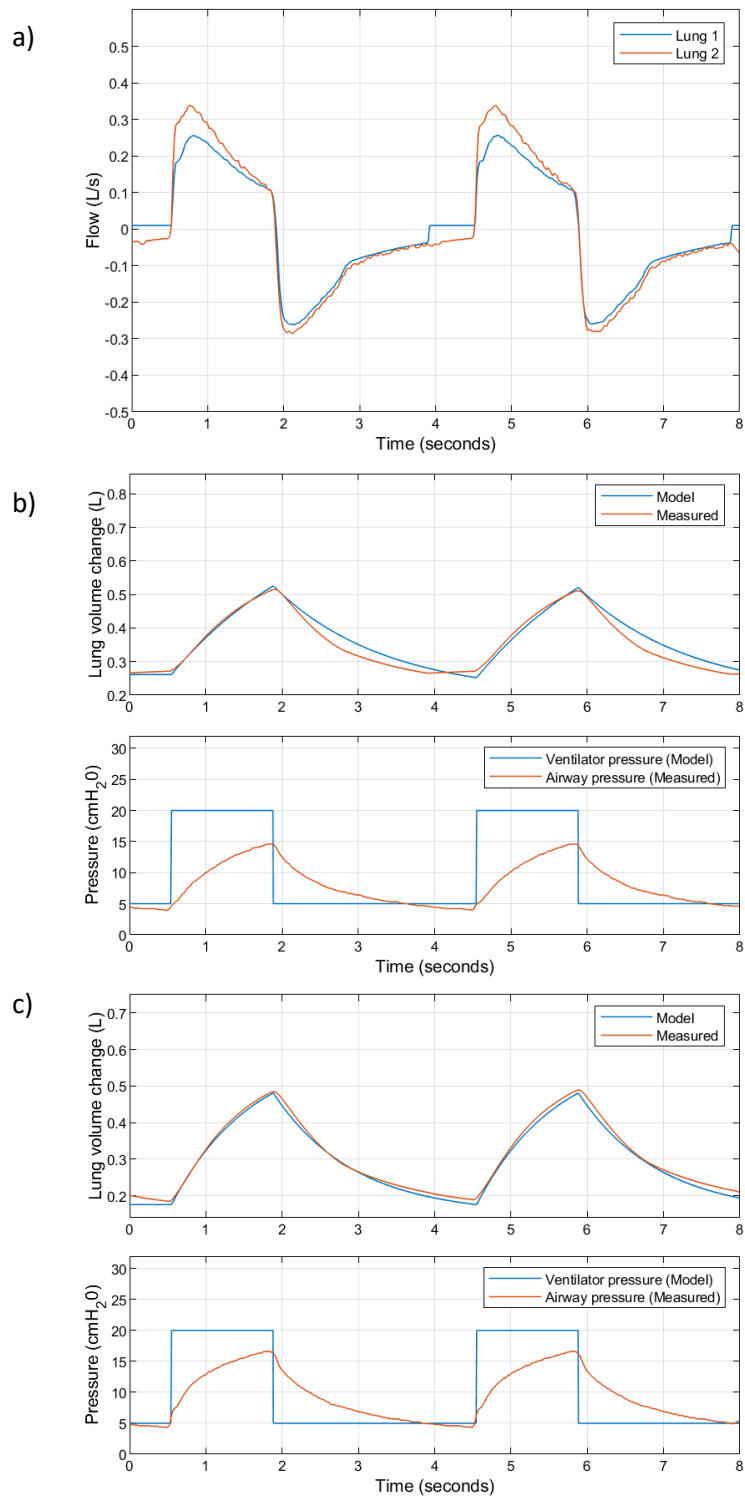 a)
Lung 1
Lung 2
0.5
0.4
0.3
0.2
0.1
0
-0.1
-0.2
-0.3
-0.4
-0.5
Flow (L/s)
0 1 2 3 4 5 6 7 8
Time (seconds)
b)
Model
Measured
0.8
0.7
0.6
0.5
0.4
0.3
0.2
Lung volume change (L)
0 1 2 3 4 5 6 7 8
Ventilator pressure (Model)
Airway pressure (Measured)
30
25
20
15
10
5
0
Pressure (cmH₂0)
0 1 2 3 4 5 6 7 8
Time (seconds)
c)
Model
Measured
0.7
0.6
0.5
0.4
0.3
0.2
Lung volume change (L)
0 1 2 3 4 5 6 7 8
Ventilator pressure (Model)
Airway pressure (Measured)
30
25
20
15
10
5
0
Pressure (cmH₂0)
0 1 2 3 4 5 6 7 8
Time (seconds)